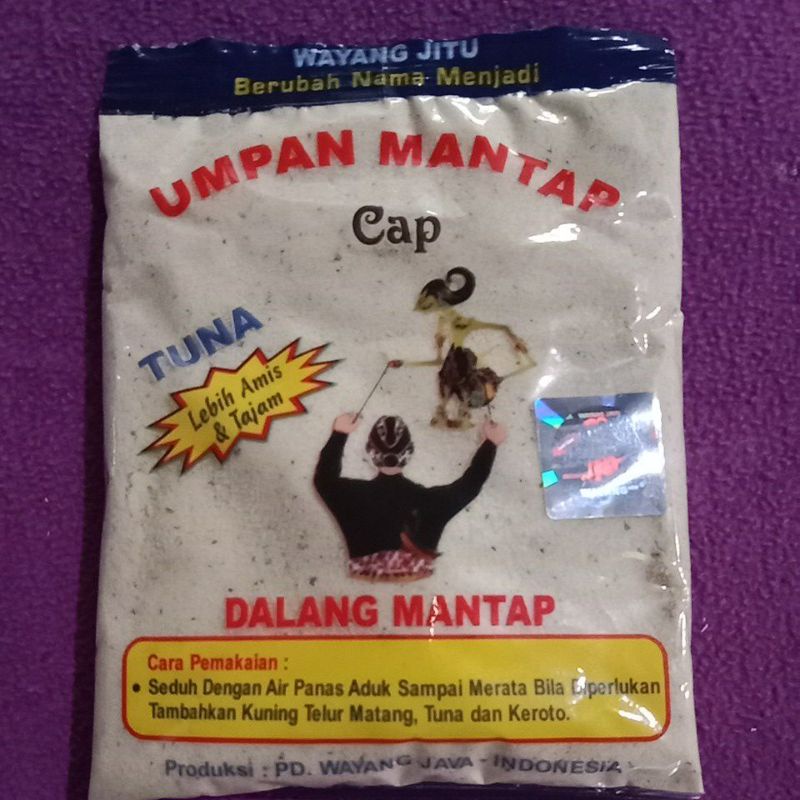 WAYANG JITU
Berubah Nama Menjadi
UMPAN MANTAP
Cap
TUNA
Lebih Amis
& Tajam
DALANG MANTAP
Cara Pemakaian :
• Seduh Dengan Air Panas Aduk Sampai Merata Bila Diperlukan
Tambahkan Kuning Telur Matang, Tuna dan Keroto.
Produksi : PD. WAYANG JAVA - INDONESIA